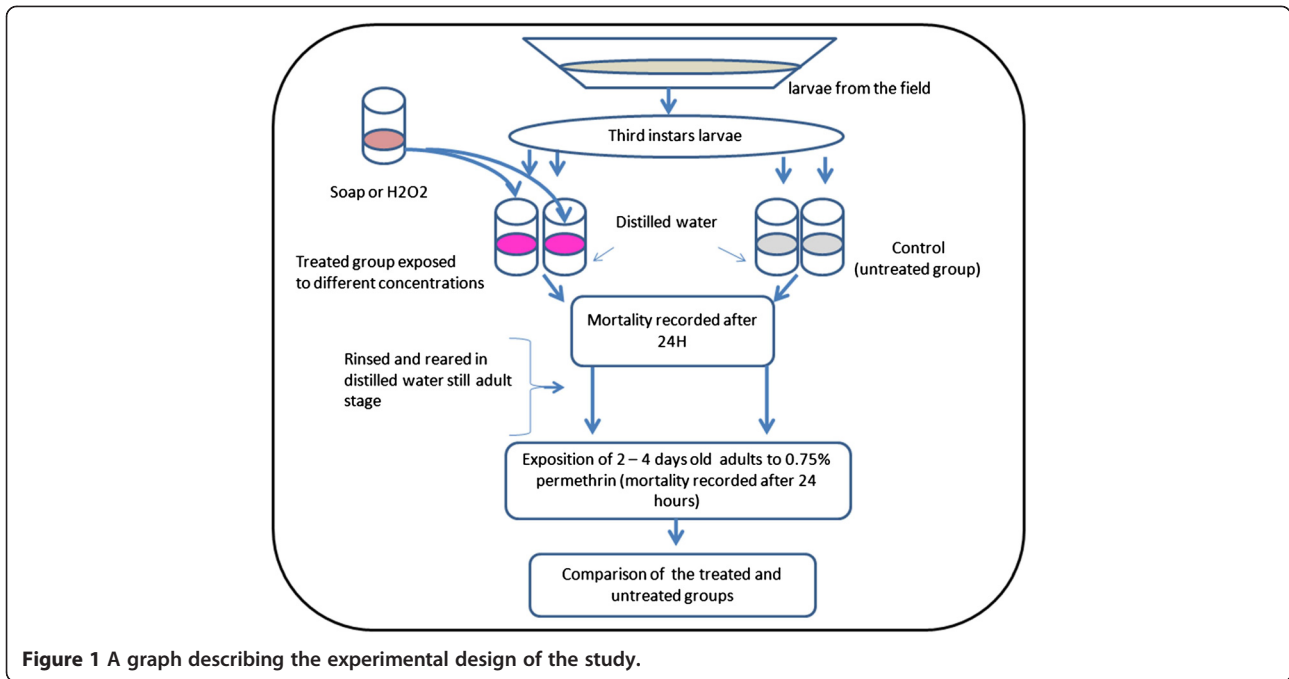 larvae from the field
Third instars larvae
Soap or H2O2
Distilled water
Treated group exposed
to different concentrations
Control
(untreated group)
Mortality recorded after
24H
Rinsed and reared in
distilled water still adult
stage
Exposition of 2 – 4 days old adults to 0.75%
permethrin (mortality recorded after 24
hours)
Comparison of the treated and
untreated groups
Figure 1 A graph describing the experimental design of the study.